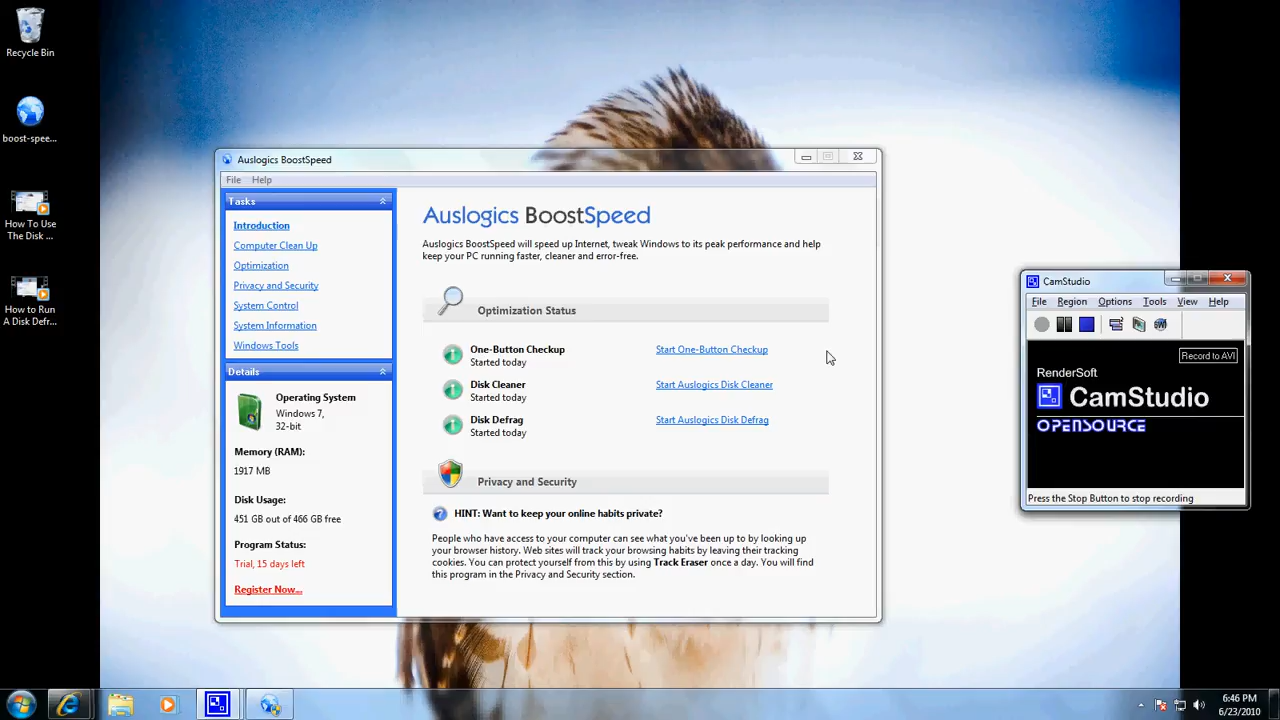 Recycle Bin
boost-spee...
How To Use
The Disk ...
How to Run
A Disk Defr...
Auslogics BoostSpeed
File Help
Tasks
Introduction
Computer Clean Up
Optimization
Privacy and Security
System Control
System Information
Windows Tools
Details
Operating System
Windows 7,
32-bit
Memory (RAM):
1917 MB
Disk Usage:
451 GB out of 466 GB free
Program Status:
Trial, 15 days left
Register Now...
Auslogics BoostSpeed
Auslogics BoostSpeed will speed up Internet, tweak Windows to its peak performance and help
keep your PC running faster, cleaner and error-free.
Optimization Status
One-Button Checkup Start One-Button Checkup
Started today
Disk Cleaner Start Auslogics Disk Cleaner
Started today
Disk Defrag Start Auslogics Disk Defrag
Started today
Privacy and Security
HINT: Want to keep your online habits private?
People who have access to your computer can see what you've been up to by looking up
your browser history. Web sites will track your browsing habits by leaving their tracking
cookies. You can protect yourself from this by using Track Eraser once a day. You will find
this program in the Privacy and Security section.
CamStudio
File Region Options Tools View Help
Record to AVI
RenderSoft
CamStudio
OPENSOURCE
Press the Stop Button to stop recording
6:46 PM
6/23/2010